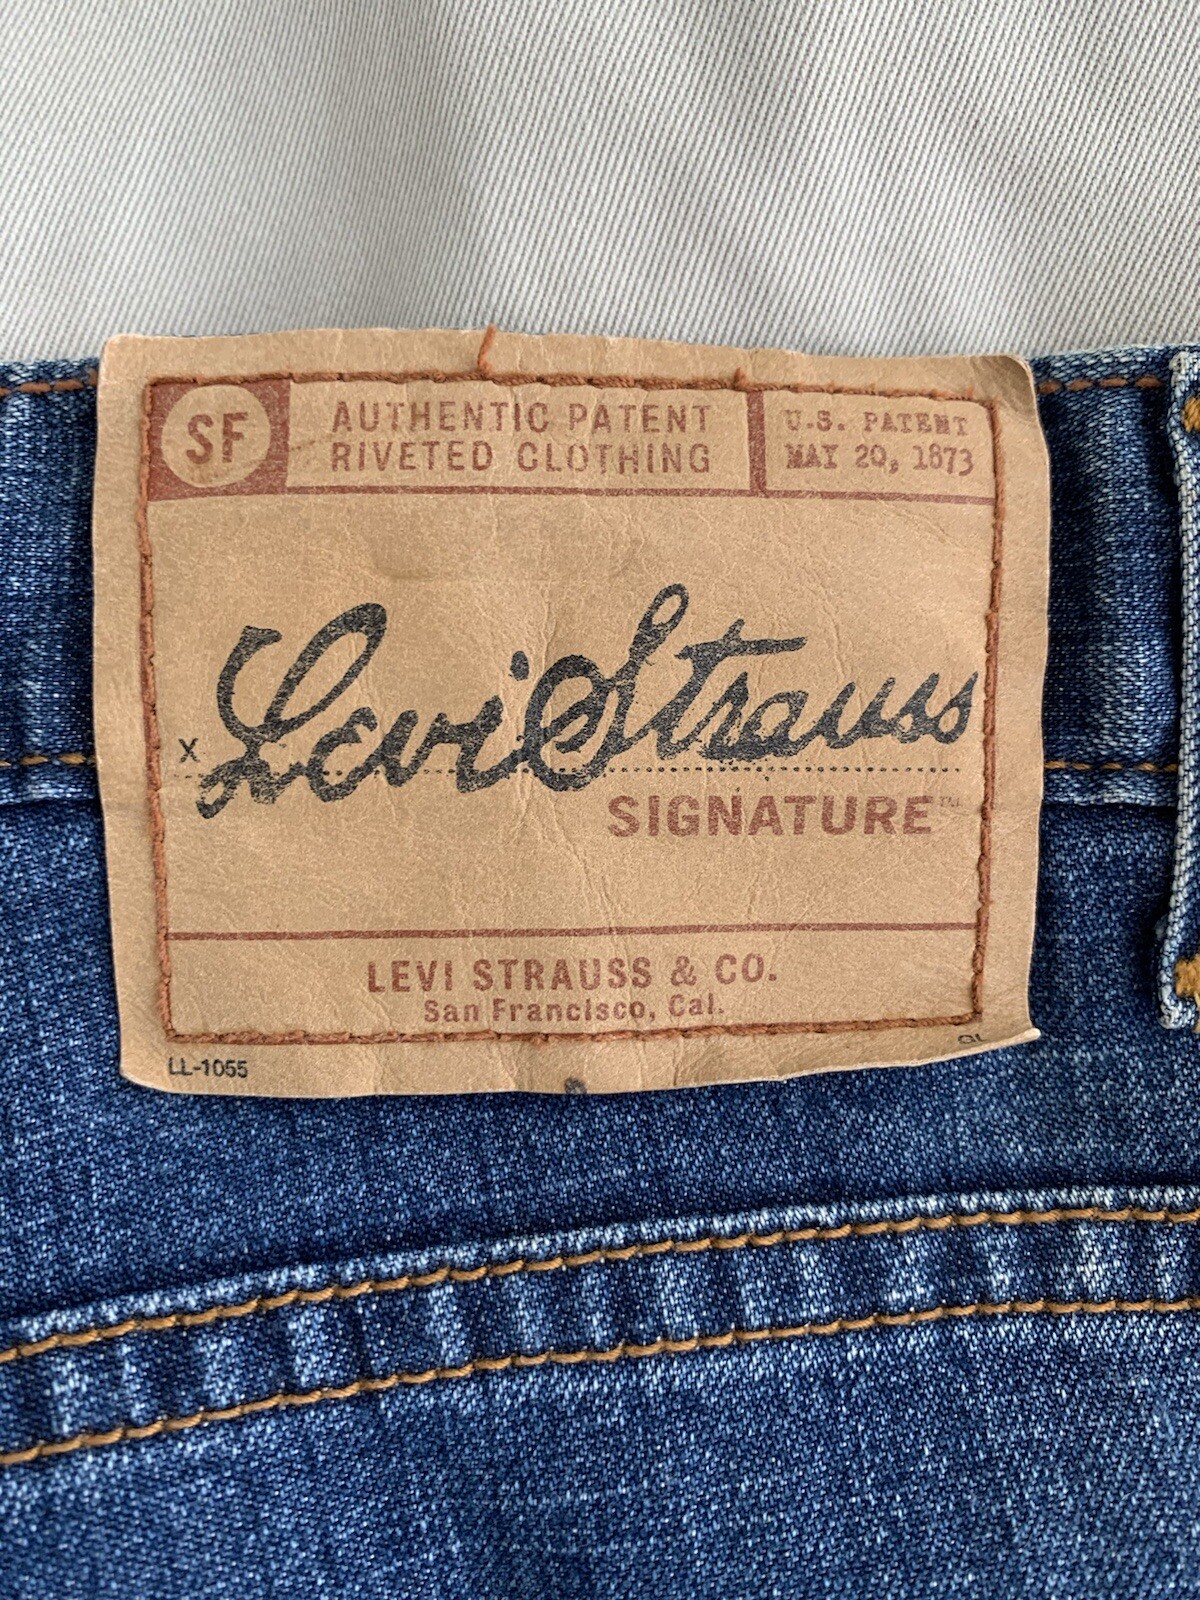 SF
AUTHENTIC PATENT
RIVETED CLOTHING
U.S. PATENT
MAY 20, 1873
x Levi Strauss
SIGNATURE™
LEVI STRAUSS & CO.
San Francisco, Cal.
LL-1055